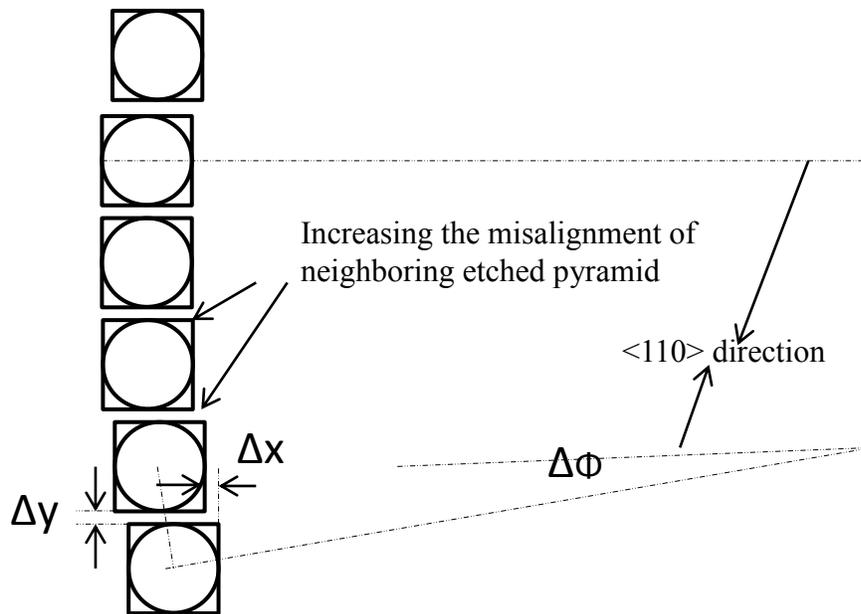 Increasing the misalignment of
neighboring etched pyramid
<110> direction
Δx
ΔΦ
Δy